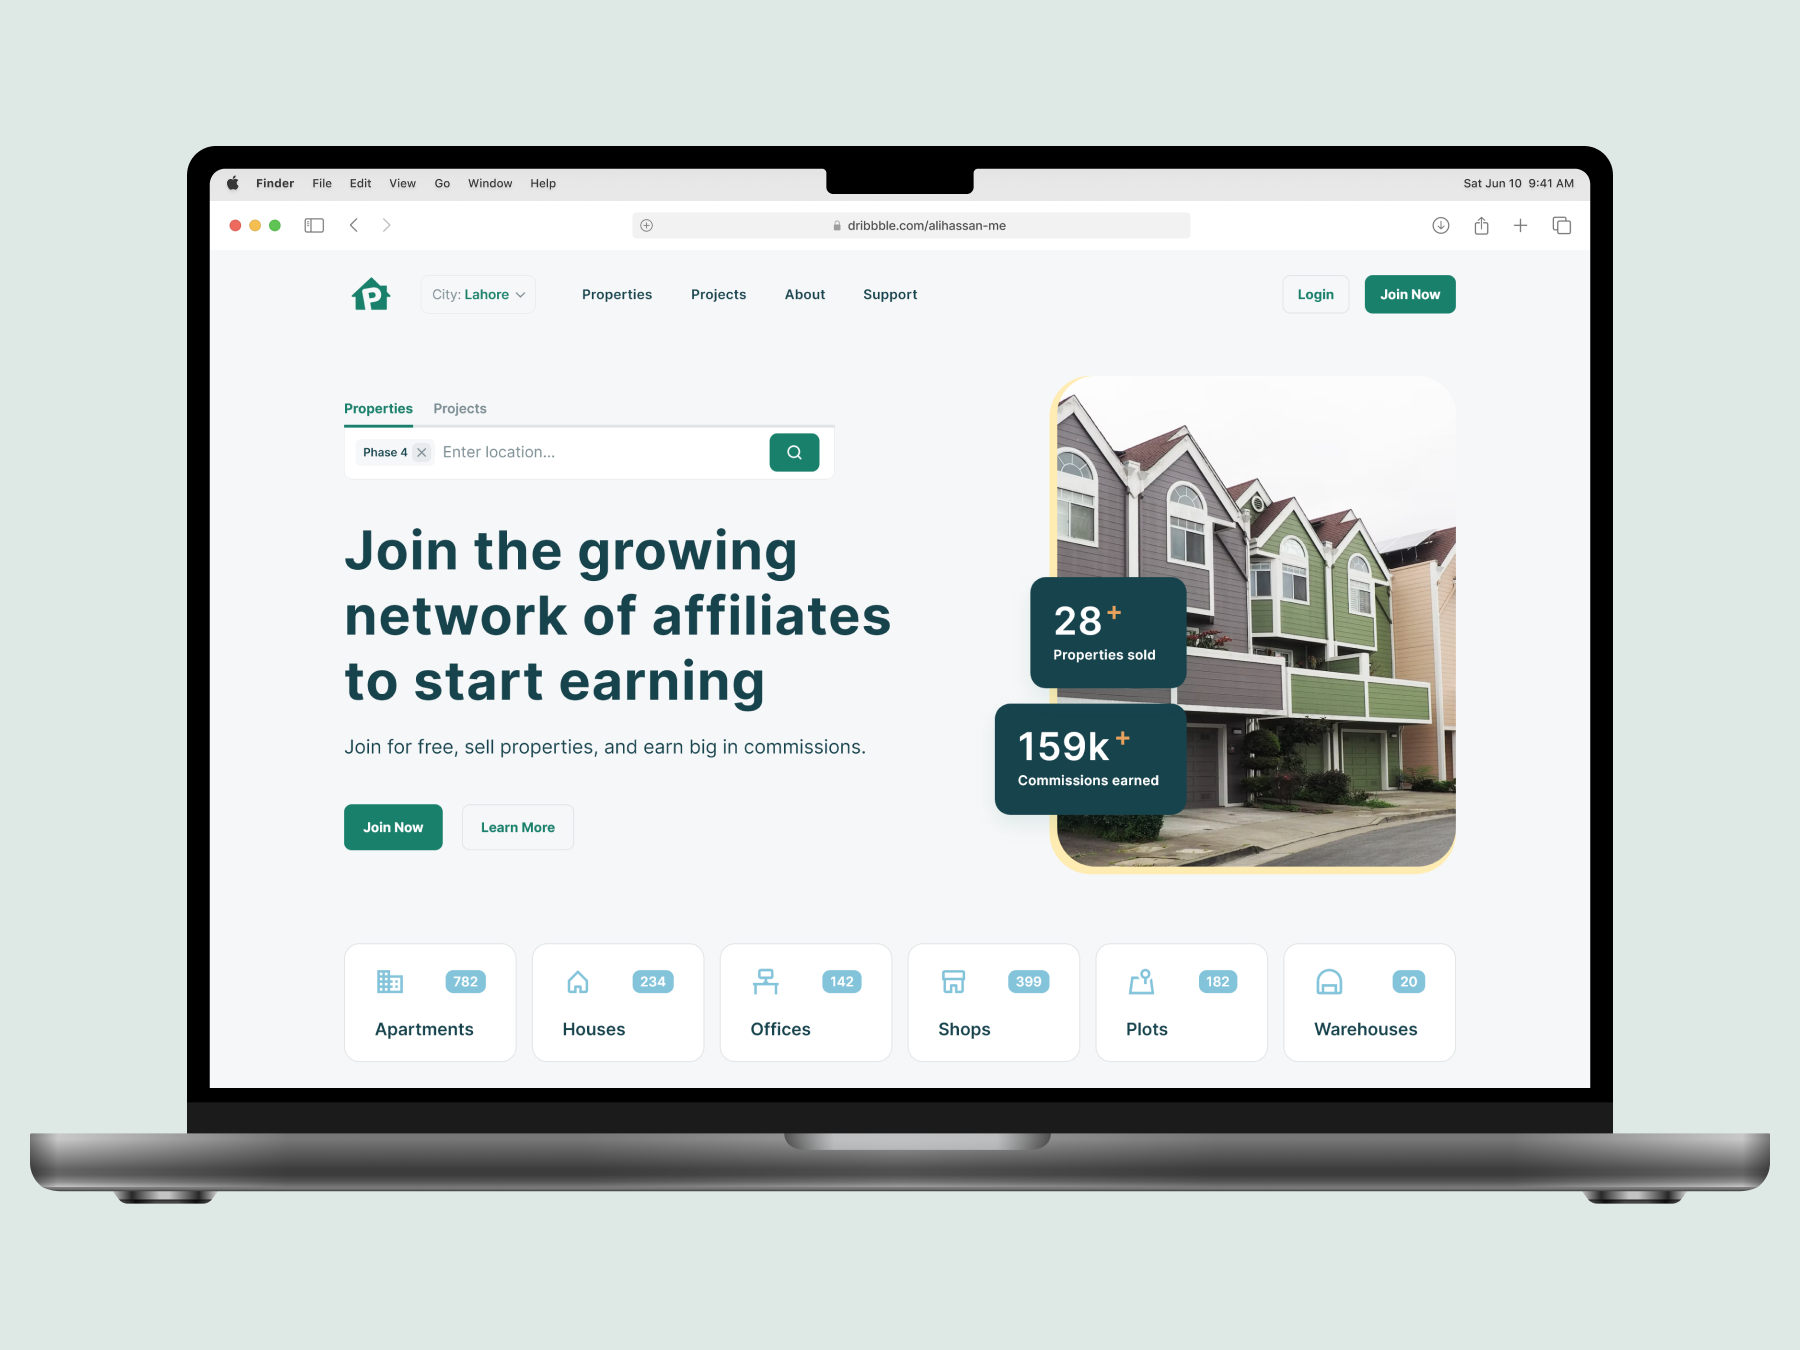 Finder File Edit View Go Window Help
Sat Jun 10 9:41 AM
dribbble.com/alihassan-me
P
City: Lahore
Properties Projects About Support
Login
Join Now
Properties Projects
Phase 4
Enter location...
Join the growing
network of affiliates
to start earning
Join for free, sell properties, and earn big in commissions.
Join Now
Learn More
28+
Properties sold
159k+
Commissions earned
782
Apartments
234
Houses
142
Offices
399
Shops
182
Plots
20
Warehouses